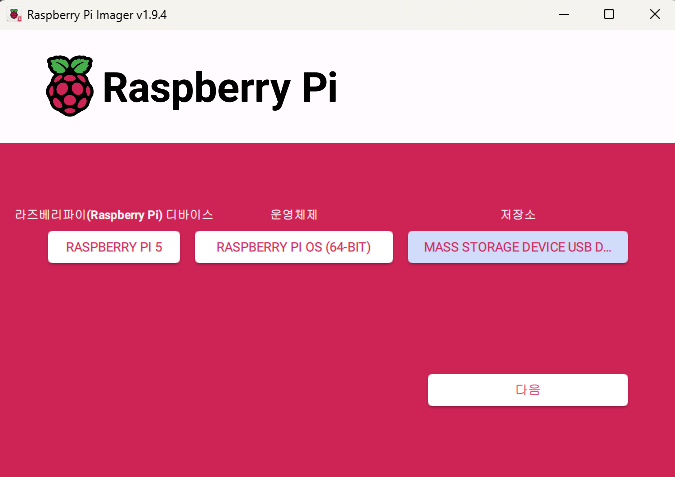 Raspberry Pi Imager v1.9.4
Raspberry Pi
라즈베리파이(Raspberry Pi) 디바이스
운영체제
저장소
RASPBERRY PI 5
RASPBERRY PI OS (64-BIT)
MASS STORAGE DEVICE USB D...
다음